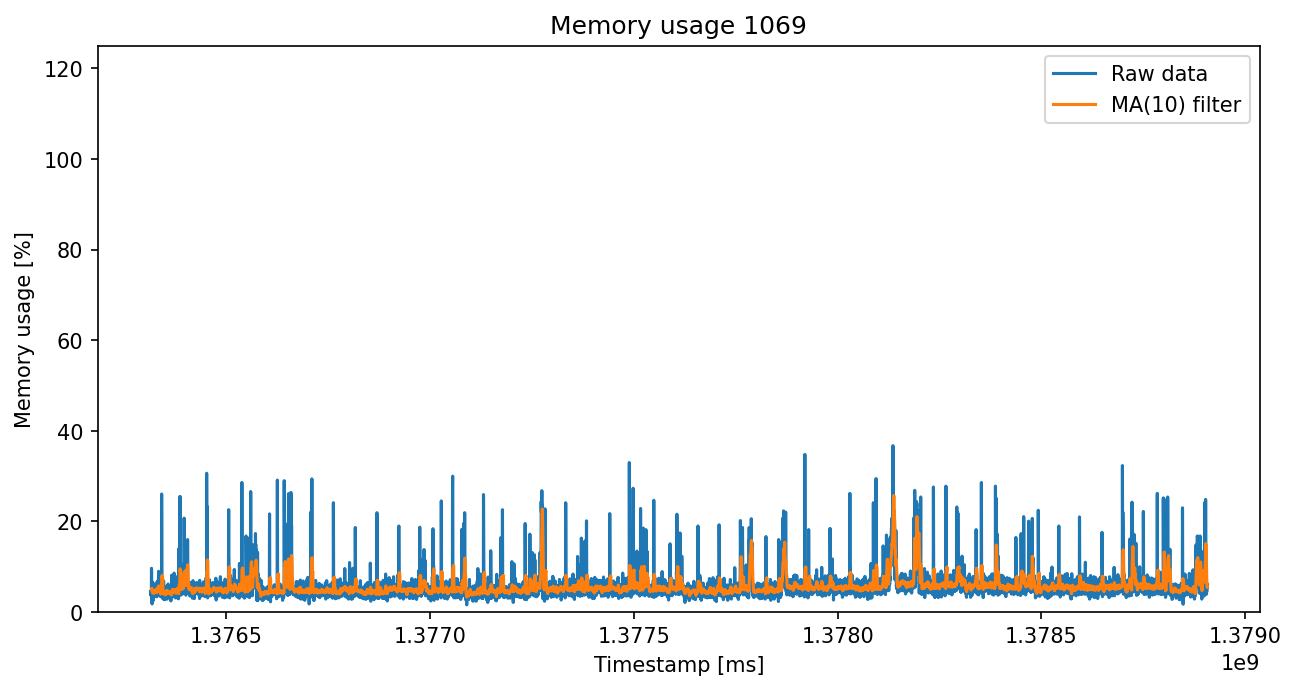 Memory usage 1069
Raw data
MA(10) filter
Memory usage [%]
120
100
80
60
40
20
0
1.3765
1.3770
1.3775
1.3780
1.3785
1.3790
1e9
Timestamp [ms]